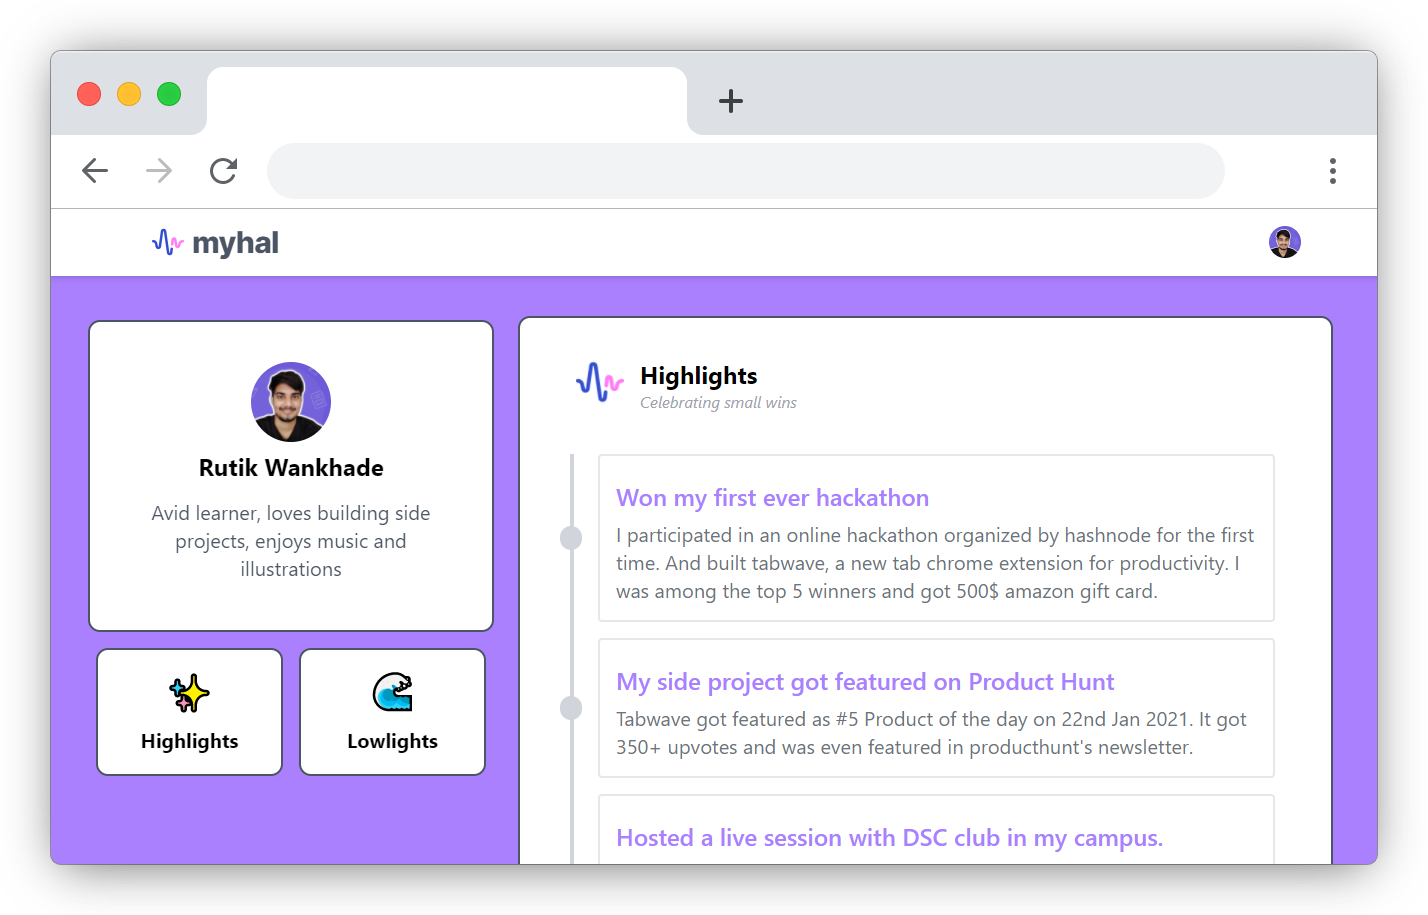 myhal
Rutik Wankhade
Avid learner, loves building side
projects, enjoys music and
illustrations
Highlights
Lowlights
Highlights
Celebrating small wins
Won my first ever hackathon
I participated in an online hackathon organized by hashnode for the first
time. And built tabwave, a new tab chrome extension for productivity. I
was among the top 5 winners and got 500$ amazon gift card.
My side project got featured on Product Hunt
Tabwave got featured as #5 Product of the day on 22nd Jan 2021. It got
350+ upvotes and was even featured in producthunt's newsletter.
Hosted a live session with DSC club in my campus.